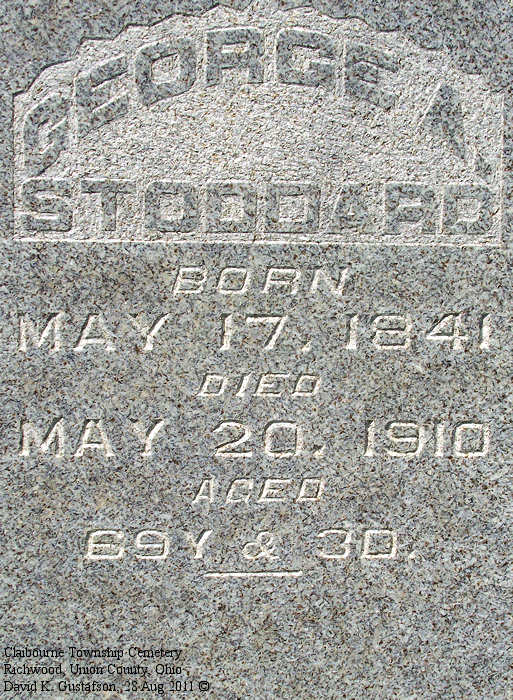 GEORGE A.
STODDARD
BORN
MAY 17, 1841
DIED
MAY 20, 1910
AGED
69Y & 3D.
Claibourne Township Cemetery
Richwood, Union County, Ohio
David K. Gustafson, 28 Aug 2011 ©